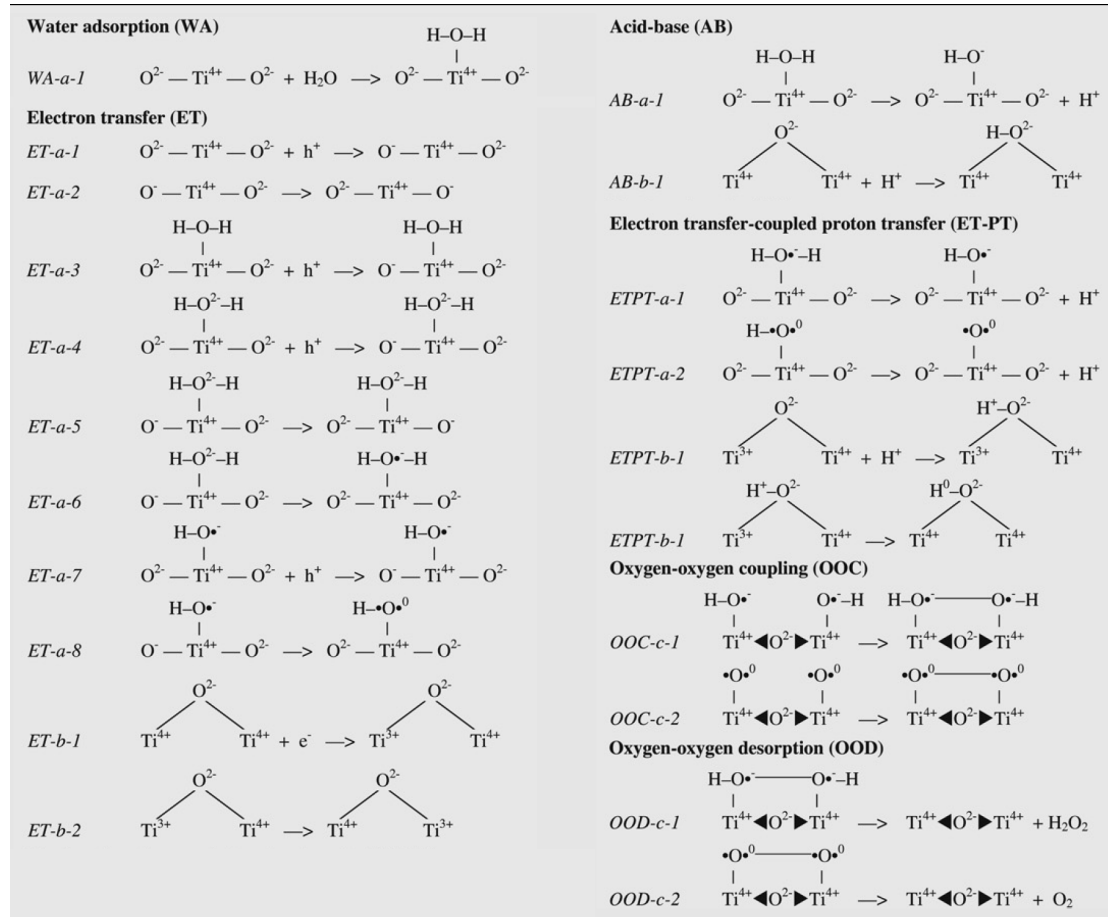 Water adsorption (WA)
H–O–H
WA-a-1 O²⁻ — Ti⁴⁺ — O²⁻ + H₂O —> O²⁻ — Ti⁴⁺ — O²⁻
Electron transfer (ET)
ET-a-1 O²⁻ — Ti⁴⁺ — O²⁻ + h⁺ —> O⁻ — Ti⁴⁺ — O²⁻
ET-a-2 O⁻ — Ti⁴⁺ — O²⁻ —> O²⁻ — Ti⁴⁺ — O⁻
H–O–H H–O–H
ET-a-3 O²⁻ — Ti⁴⁺ — O²⁻ + h⁺ —> O⁻ — Ti⁴⁺ — O²⁻
H–O²⁻–H H–O²⁻–H
ET-a-4 O²⁻ — Ti⁴⁺ — O²⁻ + h⁺ —> O⁻ — Ti⁴⁺ — O²⁻
H–O²⁻–H H–O²⁻–H
ET-a-5 O⁻ — Ti⁴⁺ — O²⁻ —> O²⁻ — Ti⁴⁺ — O⁻
H–O²⁻–H H–O•⁻–H
ET-a-6 O⁻ — Ti⁴⁺ — O²⁻ —> O²⁻ — Ti⁴⁺ — O²⁻
H–O•⁻ H–O•⁻
ET-a-7 O²⁻ — Ti⁴⁺ — O²⁻ + h⁺ —> O⁻ — Ti⁴⁺ — O²⁻
H–O•⁻ H–•O•⁰
ET-a-8 O⁻ — Ti⁴⁺ — O²⁻ —> O²⁻ — Ti⁴⁺ — O²⁻
O²⁻ O²⁻
ET-b-1 Ti⁴⁺ Ti⁴⁺ + e⁻ —> Ti³⁺ Ti⁴⁺
O²⁻ O²⁻
ET-b-2 Ti³⁺ Ti⁴⁺ —> Ti⁴⁺ Ti³⁺
Acid-base (AB)
H–O–H H–O⁻
AB-a-1 O²⁻ — Ti⁴⁺ — O²⁻ —> O²⁻ — Ti⁴⁺ — O²⁻ + H⁺
O²⁻ H–O²⁻
AB-b-1 Ti⁴⁺ Ti⁴⁺ + H⁺ —> Ti⁴⁺ Ti⁴⁺
Electron transfer-coupled proton transfer (ET-PT)
H–O•⁻–H H–O•⁻
ETPT-a-1 O²⁻ — Ti⁴⁺ — O²⁻ —> O²⁻ — Ti⁴⁺ — O²⁻ + H⁺
H–•O•⁰ •O•⁰
ETPT-a-2 O²⁻ — Ti⁴⁺ — O²⁻ —> O²⁻ — Ti⁴⁺ — O²⁻ + H⁺
O²⁻ H⁺–O²⁻
ETPT-b-1 Ti³⁺ Ti⁴⁺ + H⁺ —> Ti³⁺ Ti⁴⁺
H⁺–O²⁻ H⁰–O²⁻
ETPT-b-1 Ti³⁺ Ti⁴⁺ —> Ti⁴⁺ Ti⁴⁺
Oxygen-oxygen coupling (OOC)
H–O•⁻ O•⁻–H H–O•⁻——O•⁻–H
OOC-c-1 Ti⁴⁺◀O²⁻▶Ti⁴⁺ —> Ti⁴⁺◀O²⁻▶Ti⁴⁺
•O•⁰ •O•⁰ •O•⁰——•O•⁰
OOC-c-2 Ti⁴⁺◀O²⁻▶Ti⁴⁺ —> Ti⁴⁺◀O²⁻▶Ti⁴⁺
Oxygen-oxygen desorption (OOD)
H–O•⁻——O•⁻–H
OOD-c-1 Ti⁴⁺◀O²⁻▶Ti⁴⁺ —> Ti⁴⁺◀O²⁻▶Ti⁴⁺ + H₂O₂
•O•⁰——•O•⁰
OOD-c-2 Ti⁴⁺◀O²⁻▶Ti⁴⁺ —> Ti⁴⁺◀O²⁻▶Ti⁴⁺ + O₂